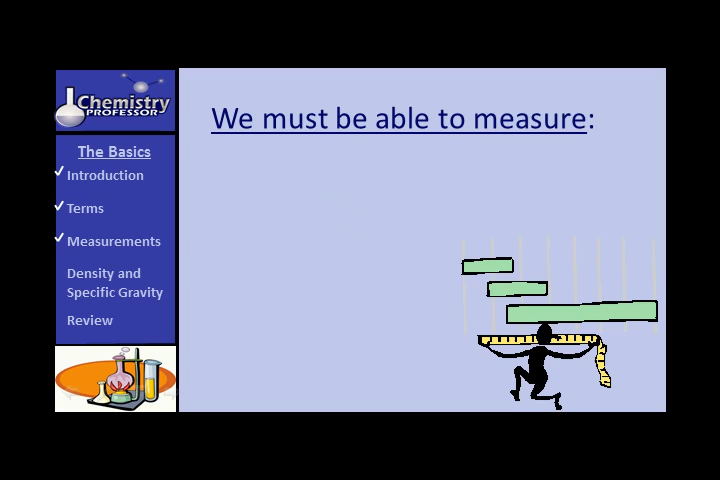 Chemistry
PROFESSOR
The Basics
Introduction
Terms
Measurements
Density and
Specific Gravity
Review
We must be able to measure: